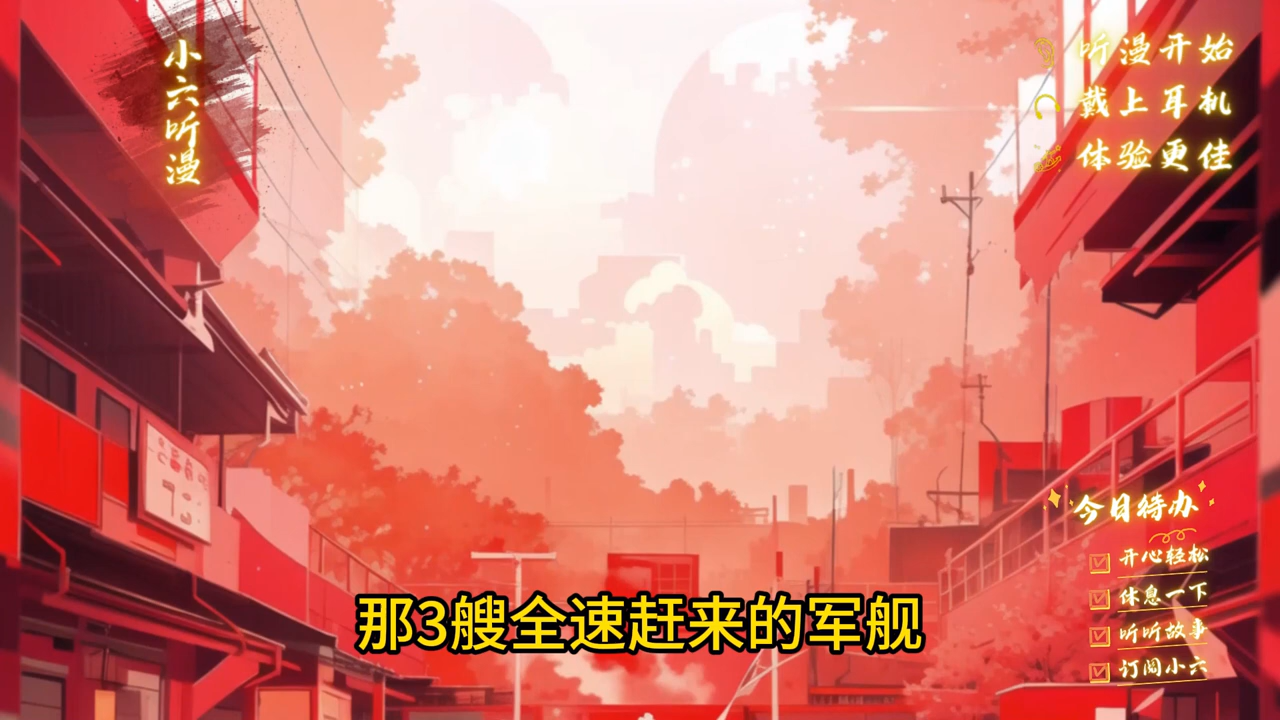 小六听漫
听漫开始
戴上耳机
体验更佳
今日待办
开心轻松
休息一下
听听故事
订阅小六
那3艘全速赶来的军舰